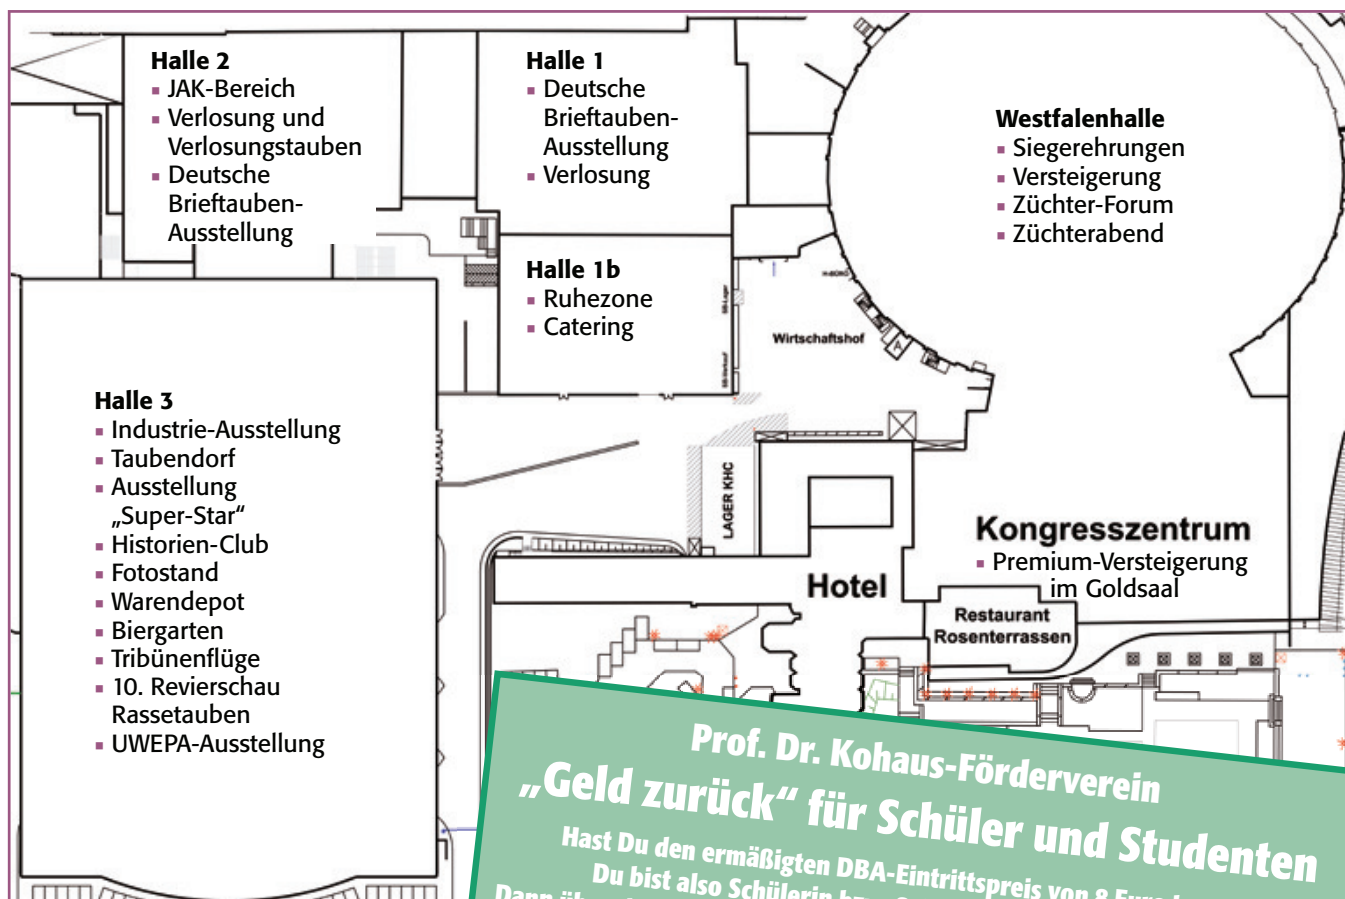 Halle 2
▪ JAK-Bereich
▪ Verlosung und
Verlosungstauben
▪ Deutsche
Brieftauben-
Ausstellung
Halle 1
▪ Deutsche
Brieftauben-
Ausstellung
▪ Verlosung
Westfalenhalle
▪ Siegerehrungen
▪ Versteigerung
▪ Züchter-Forum
▪ Züchterabend
Halle 1b
▪ Ruhezone
▪ Catering
Wirtschaftshof
A
Halle 3
▪ Industrie-Ausstellung
▪ Taubendorf
▪ Ausstellung
„Super-Star“
▪ Historien-Club
▪ Fotostand
▪ Warendepot
▪ Biergarten
▪ Tribünenflüge
▪ 10. Revierschau
Rassetauben
▪ UWEPA-Ausstellung
LAGER KHC
Kongresszentrum
▪ Premium-Versteigerung
im Goldsaal
Hotel
Restaurant
Rosenterrassen
Prof. Dr. Kohaus-Förderverein
„Geld zurück“ für Schüler und Studenten
Hast Du den ermäßigten DBA-Eintrittspreis von 8 Euro
Du bist also Schülerin
Dann